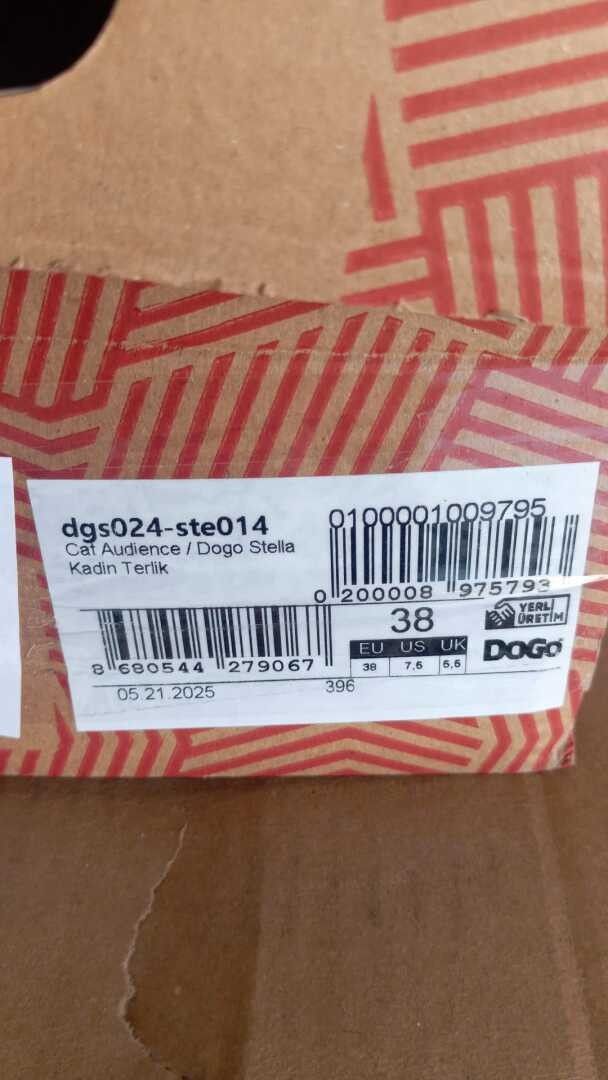 dgs024-ste014
Cat Audience / Dogo Stella
Kadin Terlik
0100001009795
0 200008 975793
8 680544 279067
38
EU US UK
38 7,5 5,5
YERLİ
ÜRETİM
DOGO
05.21.2025
396